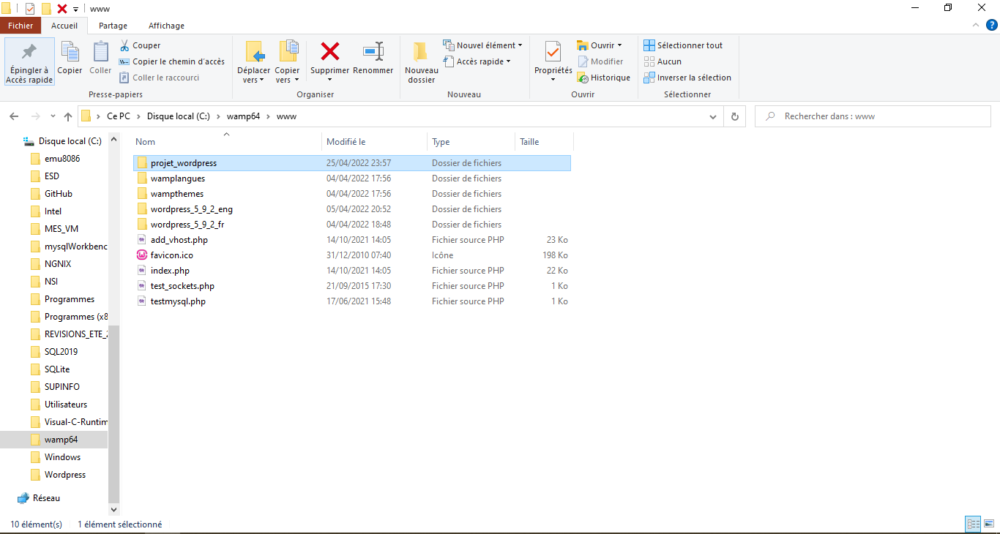 www
Fichier Accueil Partage Affichage
Épingler à Accès rapide
Copier
Coller
Couper
Copier le chemin d'accès
Coller le raccourci
Presse-papiers
Déplacer vers
Copier vers
Supprimer
Renommer
Organiser
Nouveau dossier
Nouvel élément
Accès rapide
Nouveau
Propriétés
Ouvrir
Modifier
Historique
Ouvrir
Sélectionner tout
Aucun
Inverser la sélection
Sélectionner
Ce PC > Disque local (C:) > wamp64 > www
Rechercher dans : www
Disque local (C:)
emu8086
ESD
GitHub
Intel
MES_VM
mysqlWorkbenc
NGNIX
NSI
Programmes
Programmes (x8
REVISIONS_ETE_2
SQL2019
SQLite
SUPINFO
Utilisateurs
Visual-C-Runtim
wamp64
Windows
Wordpress
Réseau
Nom Modifié le Type Taille
projet_wordpress 25/04/2022 23:57 Dossier de fichiers
wamplangues 04/04/2022 17:56 Dossier de fichiers
wampthemes 04/04/2022 17:56 Dossier de fichiers
wordpress_5_9_2_eng 05/04/2022 20:52 Dossier de fichiers
wordpress_5_9_2_fr 04/04/2022 18:48 Dossier de fichiers
add_vhost.php 14/10/2021 14:05 Fichier source PHP 23 Ko
favicon.ico 31/12/2010 07:40 Icône 198 Ko
index.php 14/10/2021 14:05 Fichier source PHP 22 Ko
test_sockets.php 21/09/2015 17:30 Fichier source PHP 1 Ko
testmysql.php 17/06/2021 15:48 Fichier source PHP 1 Ko
10 élément(s) 1 élément sélectionné